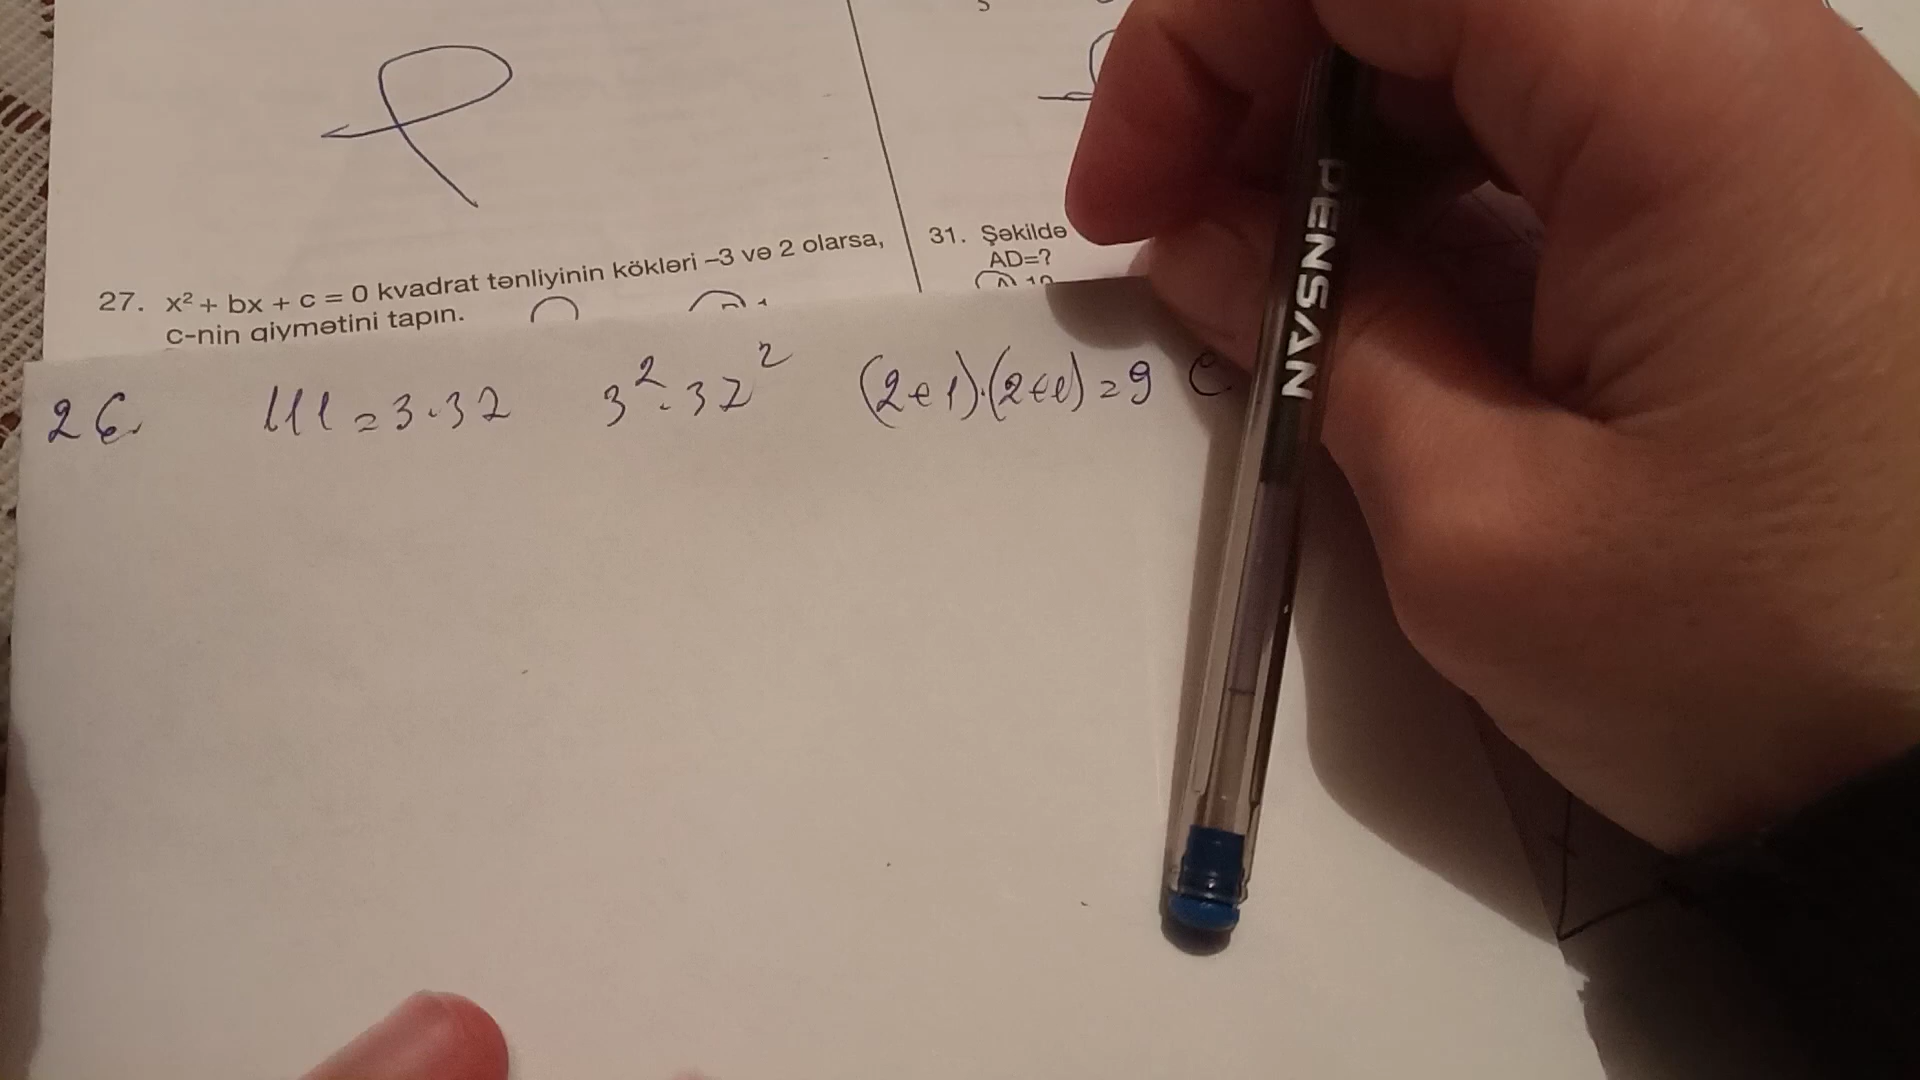 27. x² + bx + c = 0 kvadrat tənliyinin kökləri –3 və 2 olarsa,
c-nin qiymətini tapın.
31. Şəkildə
AD=?
26. 111 = 3·37 3²·37² (2+1)·(2+1) = 9 C
PENSAN